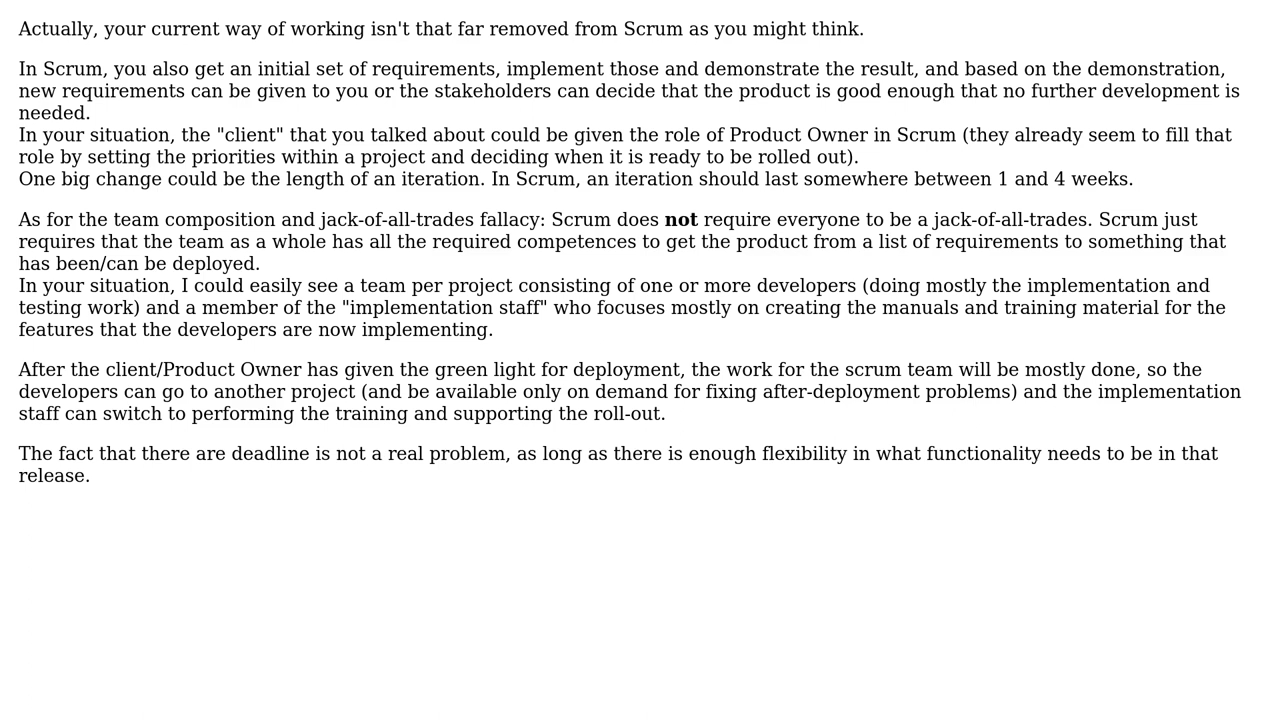 Actually, your current way of working isn't that far removed from Scrum as you might think.
In Scrum, you also get an initial set of requirements, implement those and demonstrate the result, and based on the demonstration,
new requirements can be given to you or the stakeholders can decide that the product is good enough that no further development is
needed.
In your situation, the "client" that you talked about could be given the role of Product Owner in Scrum (they already seem to fill that
role by setting the priorities within a project and deciding when it is ready to be rolled out).
One big change could be the length of an iteration. In Scrum, an iteration should last somewhere between 1 and 4 weeks.
As for the team composition and jack-of-all-trades fallacy: Scrum does not require everyone to be a jack-of-all-trades. Scrum just
requires that the team as a whole has all the required competences to get the product from a list of requirements to something that
has been/can be deployed.
In your situation, I could easily see a team per project consisting of one or more developers (doing mostly the implementation and
testing work) and a member of the "implementation staff" who focuses mostly on creating the manuals and training material for the
features that the developers are now implementing.
After the client/Product Owner has given the green light for deployment, the work for the scrum team will be mostly done, so the
developers can go to another project (and be available only on demand for fixing after-deployment problems) and the implementation
staff can switch to performing the training and supporting the roll-out.
The fact that there are deadline is not a real problem, as long as there is enough flexibility in what functionality needs to be in that
release.